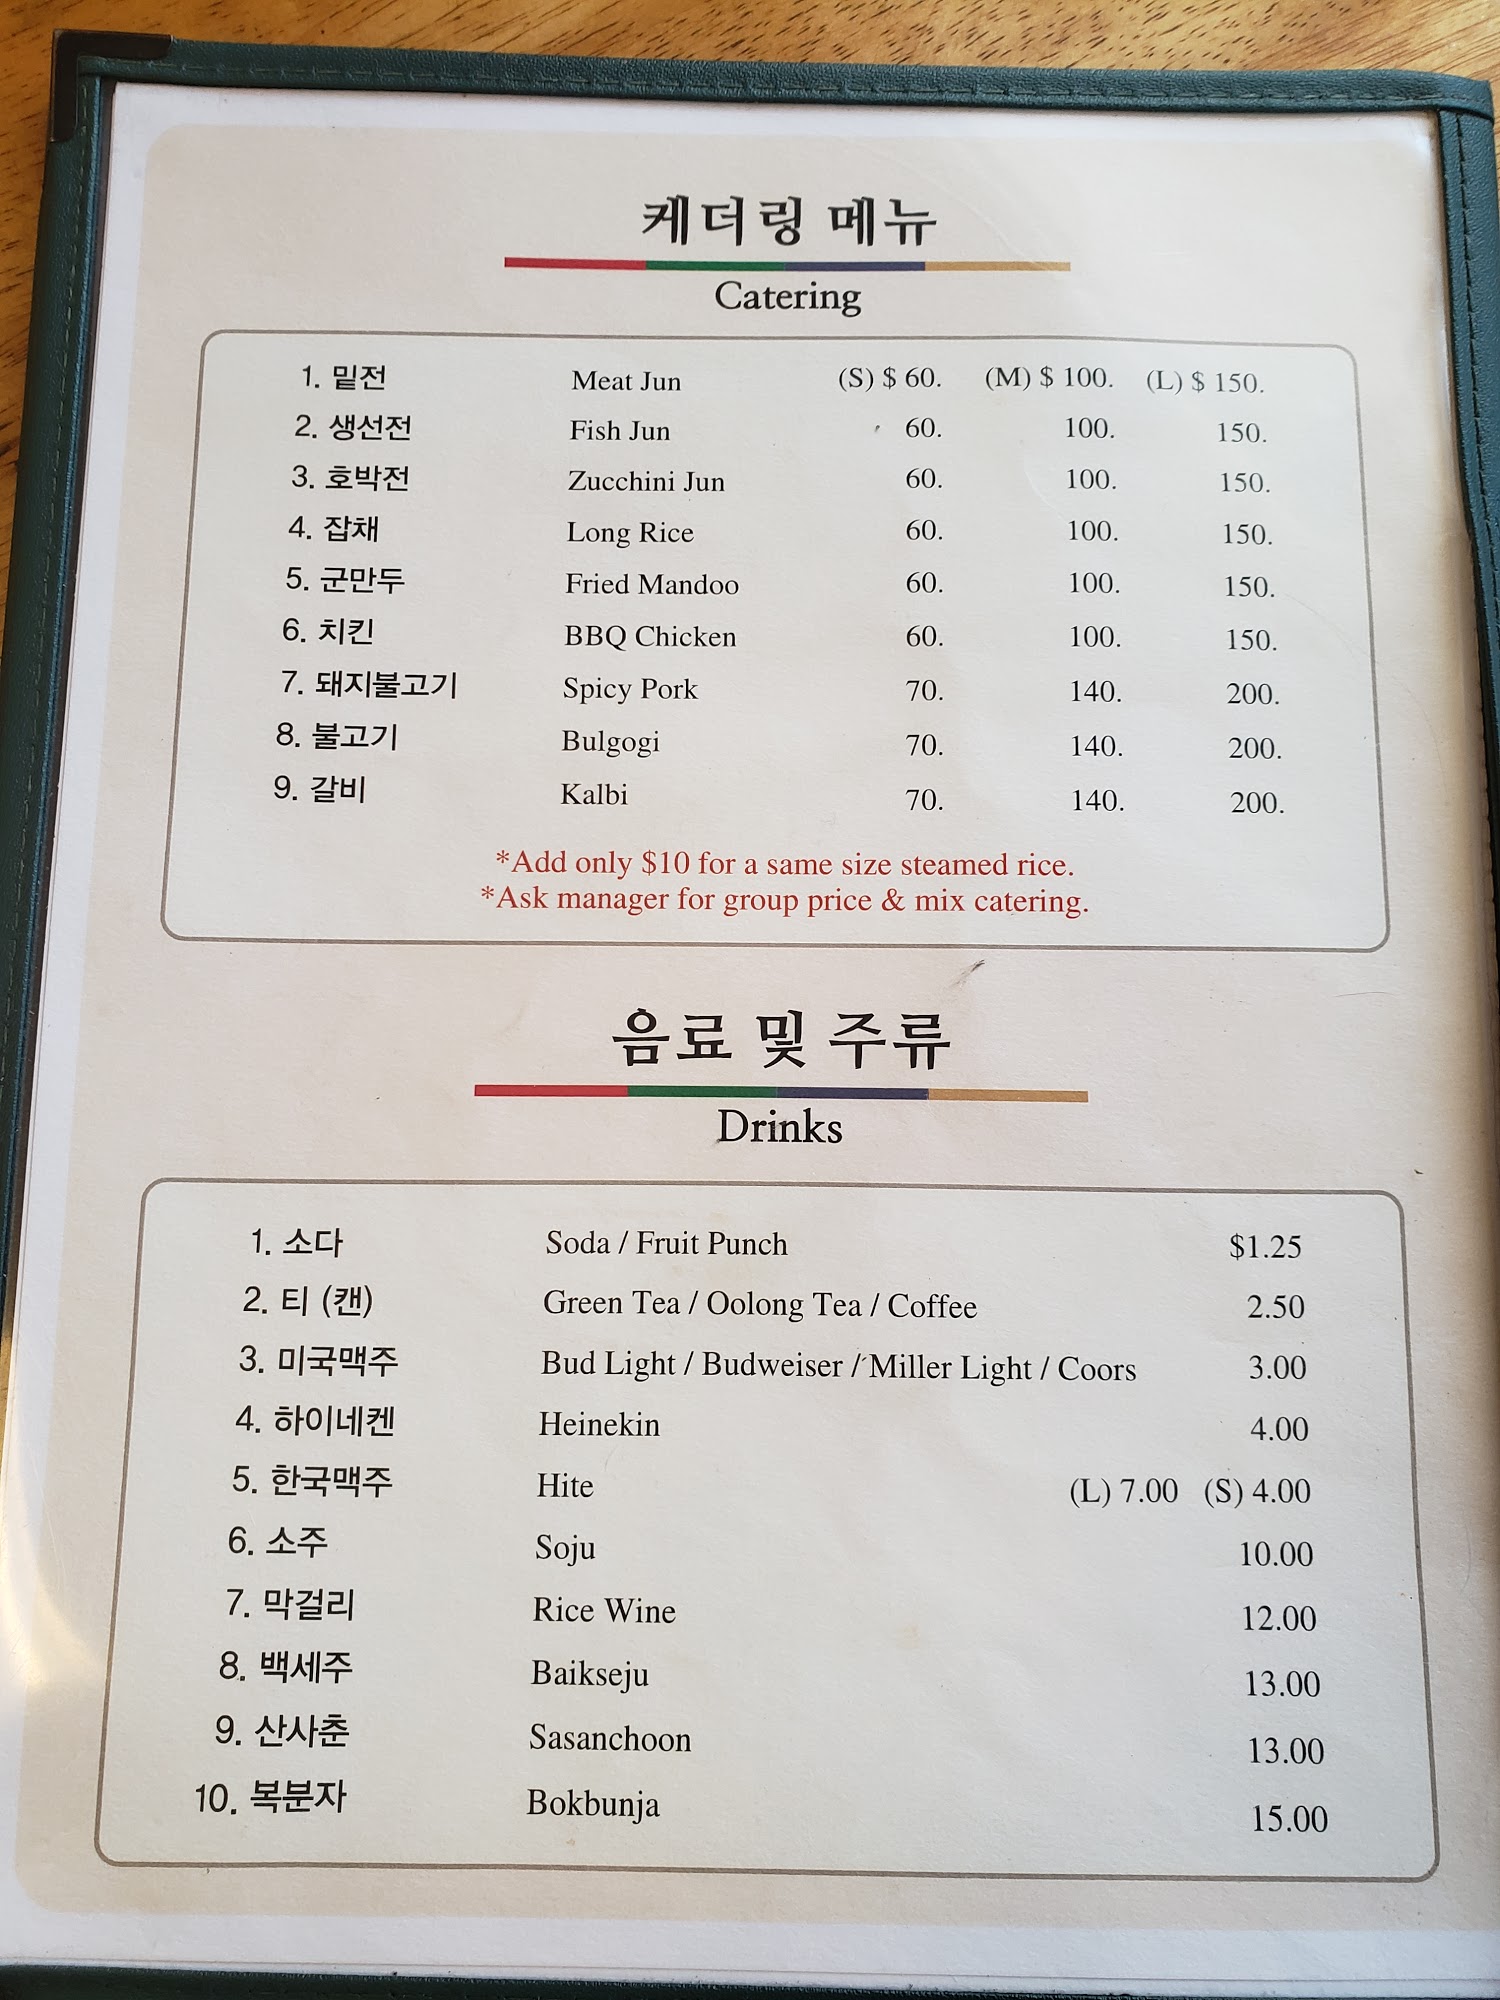 케더링 메뉴
Catering
1. 밑전 Meat Jun (S) $ 60. (M) $ 100. (L) $ 150.
2. 생선전 Fish Jun 60. 100. 150.
3. 호박전 Zucchini Jun 60. 100. 150.
4. 잡채 Long Rice 60. 100. 150.
5. 군만두 Fried Mandoo 60. 100. 150.
6. 치킨 BBQ Chicken 60. 100. 150.
7. 돼지불고기 Spicy Pork 70. 140. 200.
8. 불고기 Bulgogi 70. 140. 200.
9. 갈비 Kalbi 70. 140. 200.
*Add only $10 for a same size steamed rice.
*Ask manager for group price & mix catering.
음료 및 주류
Drinks
1. 소다 Soda / Fruit Punch $1.25
2. 티 (캔) Green Tea / Oolong Tea / Coffee 2.50
3. 미국맥주 Bud Light / Budweiser / Miller Light / Coors 3.00
4. 하이네켄 Heinekin 4.00
5. 한국맥주 Hite (L) 7.00 (S) 4.00
6. 소주 Soju 10.00
7. 막걸리 Rice Wine 12.00
8. 백세주 Baikseju 13.00
9. 산사춘 Sasanchoon 13.00
10. 복분자 Bokbunja 15.00